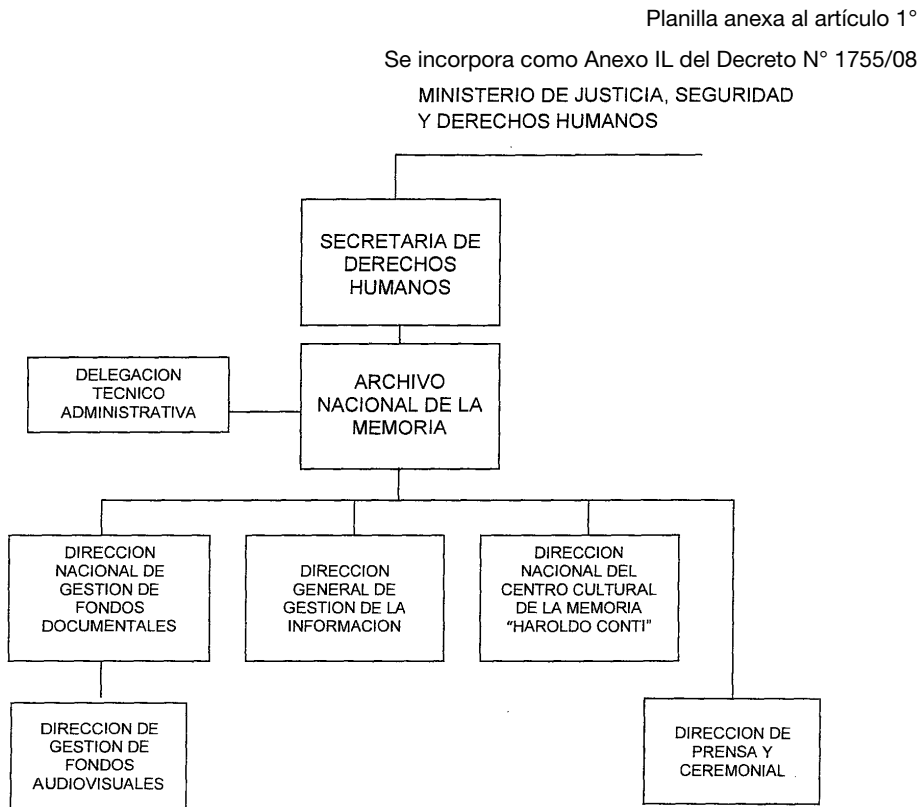 Planilla anexa al artículo 1°
Se incorpora como Anexo IL del Decreto N° 1755/08
MINISTERIO DE JUSTICIA, SEGURIDAD
Y DERECHOS HUMANOS
SECRETARIA DE
DERECHOS
HUMANOS
DELEGACION
TECNICO
ADMINISTRATIVA
ARCHIVO
NACIONAL DE LA
MEMORIA
DIRECCION
NACIONAL DE
GESTION DE
FONDOS
DOCUMENTALES
DIRECCION
GENERAL DE
GESTION DE LA
INFORMACION
DIRECCION
NACIONAL DEL
CENTRO CULTURAL
DE LA MEMORIA
"HAROLDO CONTI"
DIRECCION DE
GESTION DE
FONDOS
AUDIOVISUALES
DIRECCION DE
PRENSA Y
CEREMONIAL